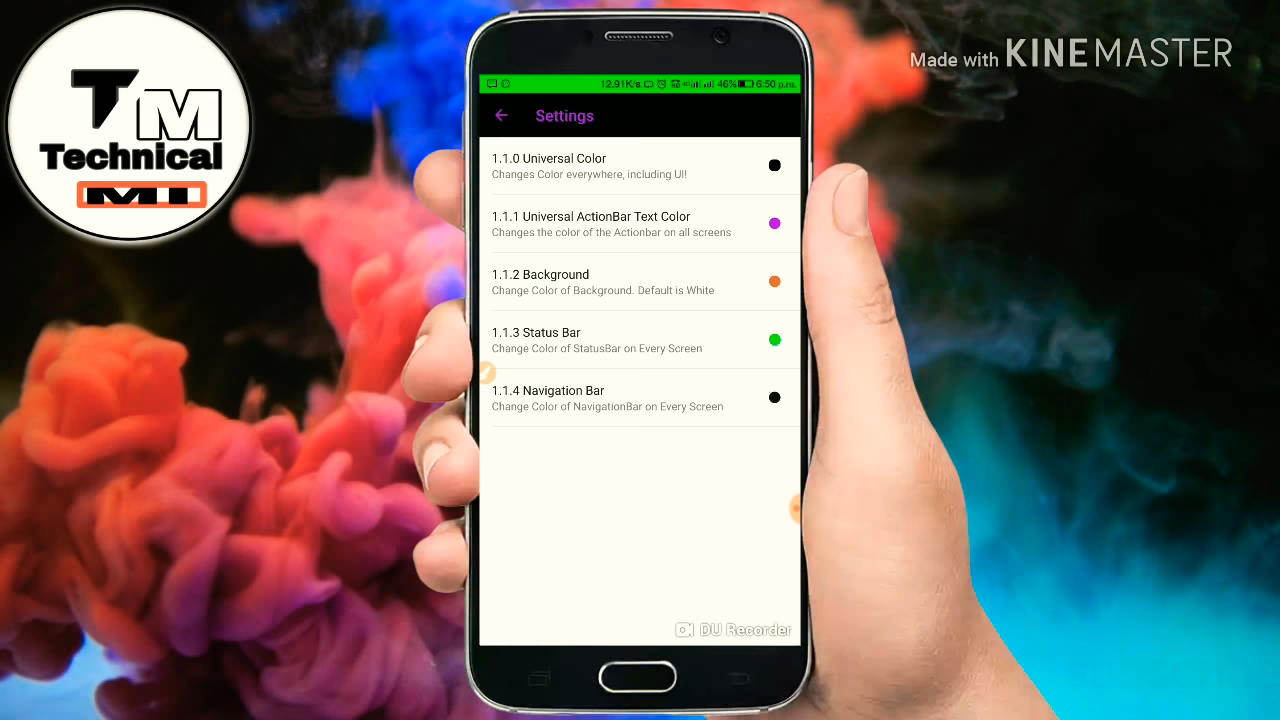 TM
Technical
MI
Made with KINEMASTER
12.91K/s 46% 6:50 p.m.
Settings
1.1.0 Universal Color
Changes Color everywhere, including UI!
1.1.1 Universal ActionBar Text Color
Changes the color of the Actionbar on all screens
1.1.2 Background
Change Color of Background. Default is White
1.1.3 Status Bar
Change Color of StatusBar on Every Screen
1.1.4 Navigation Bar
Change Color of NavigationBar on Every Screen
DU Recorder